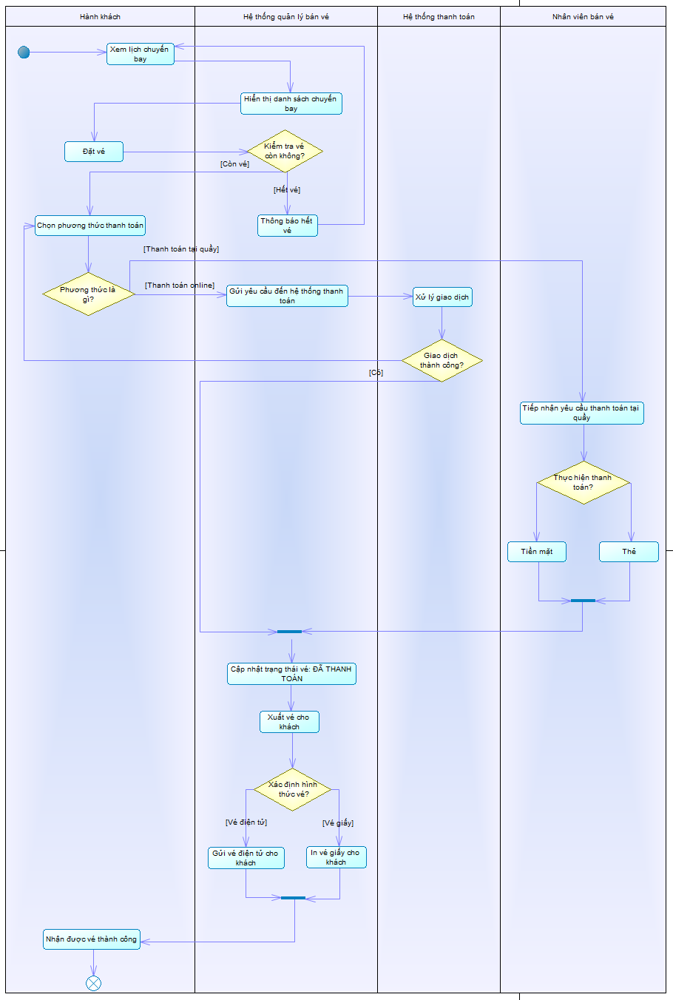 Hành khách
Hệ thống quản lý bán vé
Hệ thống thanh toán
Nhân viên bán vé
Xem lịch chuyến
bay
Hiển thị danh sách chuyến
bay
Đặt vé
Kiểm tra vé
còn không?
[Còn vé]
[Hết vé]
Chọn phương thức thanh toán
Thông báo hết
vé
[Thanh toán tại quầy]
Phương thức là
gì?
[Thanh toán online]
Gửi yêu cầu đến hệ thống thanh
toán
Xử lý giao dịch
Giao dịch
thành công?
[Có]
Tiếp nhận yêu cầu thanh toán tại
quầy
Thực hiện thanh
toán?
Tiền mặt
Thẻ
Cập nhật trạng thái vé: ĐÃ THANH
TOÁN
Xuất vé cho
khách
Xác định hình
thức vé?
[Vé điện tử]
[Vé giấy]
Gửi vé điện tử cho
khách
In vé giấy cho
khách
Nhận được vé thành công